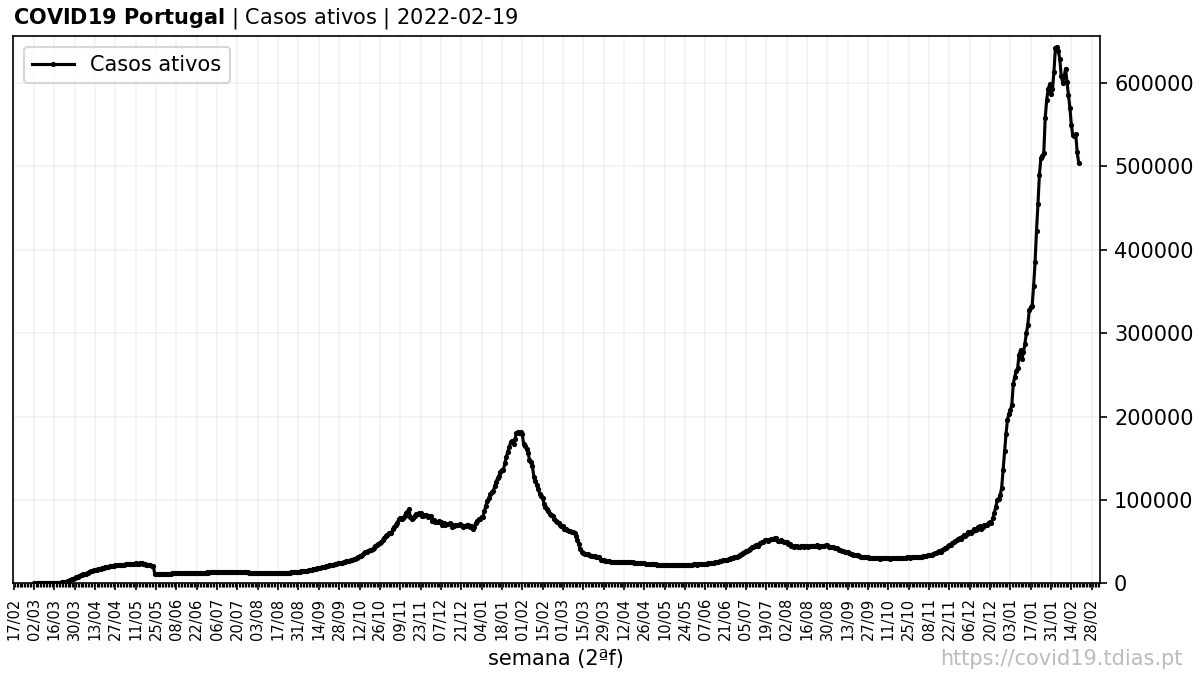 COVID19 Portugal | Casos ativos | 2022-02-19
Casos ativos
600000
500000
400000
300000
200000
100000
0
17/02 02/03 16/03 30/03 13/04 27/04 11/05 25/05 08/06 22/06 06/07 20/07 03/08 17/08 31/08 14/09 28/09 12/10 26/10 09/11 23/11 07/12 21/12 04/01 18/01 01/02 15/02 01/03 15/03 29/03 12/04 26/04 10/05 24/05 07/06 21/06 05/07 19/07 02/08 16/08 30/08 13/09 27/09 11/10 25/10 08/11 22/11 06/12 20/12 03/01 17/01 31/01 14/02 28/02
semana (2ªf)
https://covid19.tdias.pt